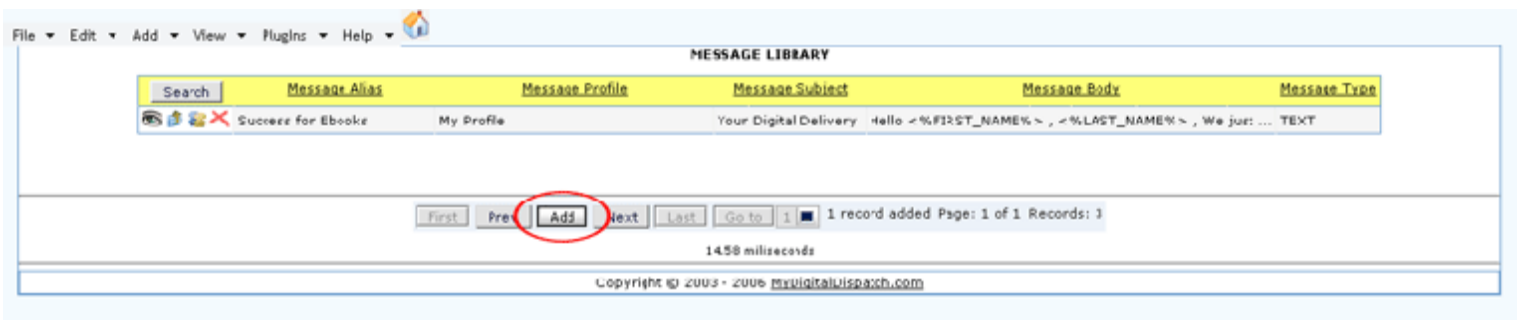 File Edit Add View Plugins Help
MESSAGE LIBRARY
Search Message Alias Message Profile Message Subject Message Body Message Type
Success for Ebooks My Profile Your Digital Delivery Hello <%FIRST_NAME%> , <%LAST_NAME%> , We just ... TEXT
First Prev Add Next Last Go to 1 1 record added Page: 1 of 1 Records:
14.58 miliseconds
Copyright © 2003 - 2006 MyDigitalDispatch.com